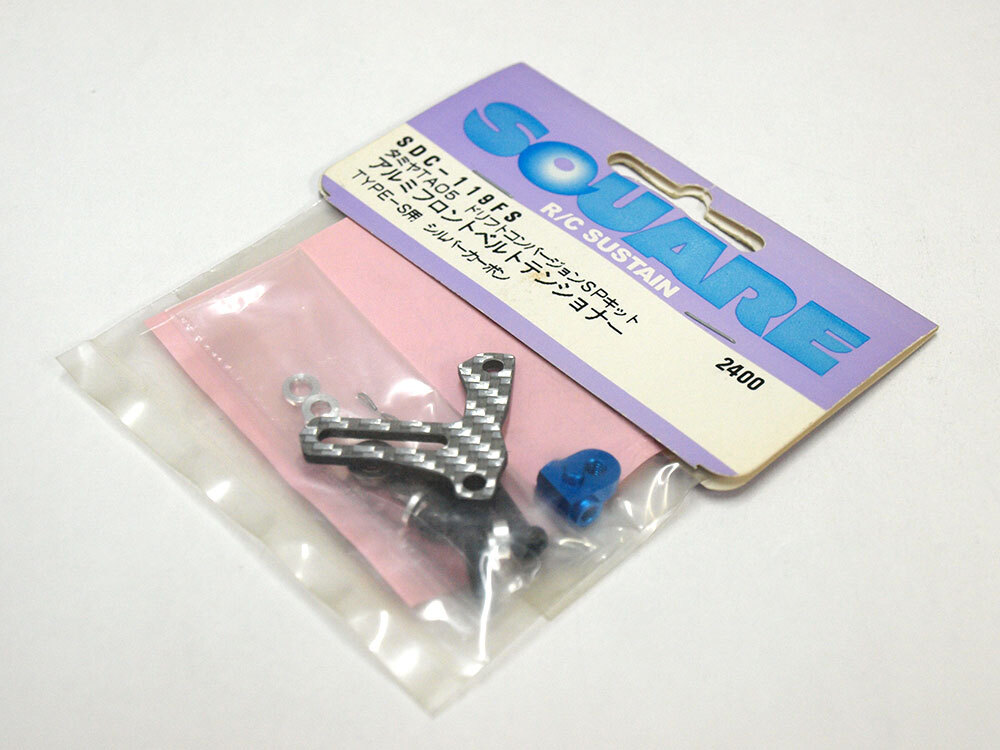 SQUARE
R/C SUSTAIN
SDC-119FS
タミヤTA05 ドリフトコンバージョンSPキット
アルミフロントベルトテンショナー
TYPE-S用 シルバーカーボン
2400